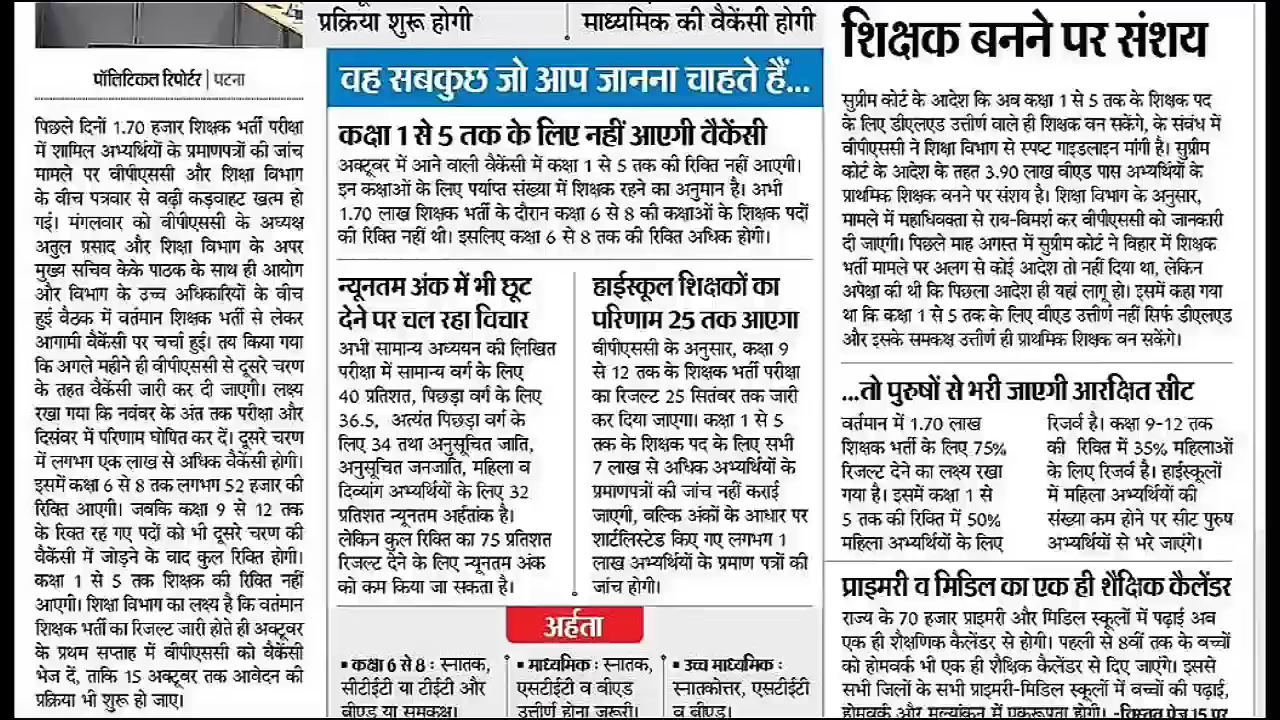 प्रक्रिया शुरू होगी
माध्यमिक की वैकेंसी होगी
पॉलिटिकल रिपोर्टर | पटना
पिछले दिनों 1.70 हजार शिक्षक भर्ती परीक्षा
में शामिल अभ्यर्थियों के प्रमाणपत्रों की जांच
मामले पर बीपीएससी और शिक्षा विभाग
के बीच पत्रवार से बढ़ी कड़वाहट खत्म हो
गई। मंगलवार को बीपीएससी के अध्यक्ष
अतुल प्रसाद और शिक्षा विभाग के अपर
मुख्य सचिव केके पाठक के साथ ही आयोग
और विभाग के उच्च अधिकारियों के बीच
हुई बैठक में वर्तमान शिक्षक भर्ती से लेकर
आगामी वैकेंसी पर चर्चा हुई। तय किया गया
कि अगले महीने ही बीपीएससी से दूसरे चरण
के तहत वैकेंसी जारी कर दी जाएगी। लक्ष्य
रखा गया कि नवंबर के अंत तक परीक्षा और
दिसंबर में परिणाम घोषित कर दें। दूसरे चरण
में लगभग एक लाख से अधिक वैकेंसी होगी।
इसमें कक्षा 6 से 8 तक लगभग 52 हजार की
रिक्ति आएगी। जबकि कक्षा 9 से 12 तक
के रिक्त रह गए पदों को भी दूसरे चरण की
वैकेंसी में जोड़ने के बाद कुल रिक्ति होगी।
कक्षा 1 से 5 तक शिक्षक की रिक्ति नहीं
आएगी। शिक्षा विभाग का लक्ष्य है कि वर्तमान
शिक्षक भर्ती का रिजल्ट जारी होते ही अक्टूबर
के प्रथम सप्ताह में बीपीएससी को वैकेंसी
भेज दें, ताकि 15 अक्टूबर तक आवेदन की
प्रक्रिया भी शुरू हो जाए।
वह सबकुछ जो आप जानना चाहते हैं...
कक्षा 1 से 5 तक के लिए नहीं आएगी वैकेंसी
अक्टूबर में आने वाली वैकेंसी में कक्षा 1 से 5 तक की रिक्ति नहीं आएगी।
इन कक्षाओं के लिए पर्याप्त संख्या में शिक्षक रहने का अनुमान है। अभी
1.70 लाख शिक्षक भर्ती के दौरान कक्षा 6 से 8 की कक्षाओं के शिक्षक पदों
की रिक्ति नहीं थी। इसलिए कक्षा 6 से 8 तक की रिक्ति अधिक होगी।
न्यूनतम अंक में भी छूट
देने पर चल रहा विचार
अभी सामान्य अध्ययन की लिखित
परीक्षा में सामान्य वर्ग के लिए
40 प्रतिशत, पिछड़ा वर्ग के लिए
36.5, अत्यंत पिछड़ा वर्ग के
लिए 34 तथा अनुसूचित जाति,
अनुसूचित जनजाति, महिला व
दिव्यांग अभ्यर्थियों के लिए 32
प्रतिशत न्यूनतम अर्हतांक है।
लेकिन कुल रिक्ति का 75 प्रतिशत
रिजल्ट देने के लिए न्यूनतम अंक
को कम किया जा सकता है।
हाईस्कूल शिक्षकों का
परिणाम 25 तक आएगा
बीपीएससी के अनुसार, कक्षा 9
से 12 तक के शिक्षक भर्ती परीक्षा
का रिजल्ट 25 सितंबर तक जारी
कर दिया जाएगा। कक्षा 1 से 5
तक के शिक्षक पद के लिए सभी
7 लाख से अधिक अभ्यर्थियों के
प्रमाणपत्रों की जांच नहीं कराई
जाएगी, बल्कि अंकों के आधार पर
शार्टलिस्टेड किए गए लगभग 1
लाख अभ्यर्थियों के प्रमाण पत्रों की
जांच होगी।
अर्हता
▪ कक्षा 6 से 8 : स्नातक,
सीटीईटी या टीईटी और
बीएड या समकक्ष।
▪ माध्यमिक : स्नातक,
एसटीईटी व बीएड
उत्तीर्ण होना जरूरी।
▪ उच्च माध्यमिक :
स्नातकोत्तर, एसटीईटी
व बीएड।
शिक्षक बनने पर संशय
सुप्रीम कोर्ट के आदेश कि अब कक्षा 1 से 5 तक के शिक्षक पद
के लिए डीएलएड उत्तीर्ण वाले ही शिक्षक बन सकेंगे, के संबंध में
बीपीएससी ने शिक्षा विभाग से स्पष्ट गाइडलाइन मांगी है। सुप्रीम
कोर्ट के आदेश के तहत 3.90 लाख बीएड पास अभ्यर्थियों के
प्राथमिक शिक्षक बनने पर संशय है। शिक्षा विभाग के अनुसार,
मामले में महाधिवक्ता से राय-विमर्श कर बीपीएससी को जानकारी
दी जाएगी। पिछले माह अगस्त में सुप्रीम कोर्ट ने बिहार में शिक्षक
भर्ती मामले पर अलग से कोई आदेश तो नहीं दिया था, लेकिन
अपेक्षा की थी कि पिछला आदेश ही यहां लागू हो। इसमें कहा गया
था कि कक्षा 1 से 5 तक के लिए बीएड उत्तीर्ण नहीं सिर्फ डीएलएड
और इसके समकक्ष उत्तीर्ण ही प्राथमिक शिक्षक बन सकेंगे।
...तो पुरुषों से भरी जाएगी आरक्षित सीट
वर्तमान में 1.70 लाख
शिक्षक भर्ती के लिए 75%
रिजल्ट देने का लक्ष्य रखा
गया है। इसमें कक्षा 1 से
5 तक की रिक्ति में 50%
महिला अभ्यर्थियों के लिए
रिजर्व है। कक्षा 9-12 तक
की रिक्ति में 35% महिलाओं
के लिए रिजर्व है। हाईस्कूलों
में महिला अभ्यर्थियों की
संख्या कम होने पर सीट पुरुष
अभ्यर्थियों से भरे जाएंगे।
प्राइमरी व मिडिल का एक ही शैक्षिक कैलेंडर
राज्य के 70 हजार प्राइमरी और मिडिल स्कूलों में पढ़ाई अब
एक ही शैक्षणिक कैलेंडर से होगी। पहली से 8वीं तक के बच्चों
को होमवर्क भी एक ही शैक्षिक कैलेंडर से दिए जाएंगे। इससे
सभी जिलों के सभी प्राइमरी-मिडिल स्कूलों में बच्चों की पढ़ाई,
होमवर्क और मूल्यांकन में एकरूपता होगी। -विस्तृत पेज 15 पर